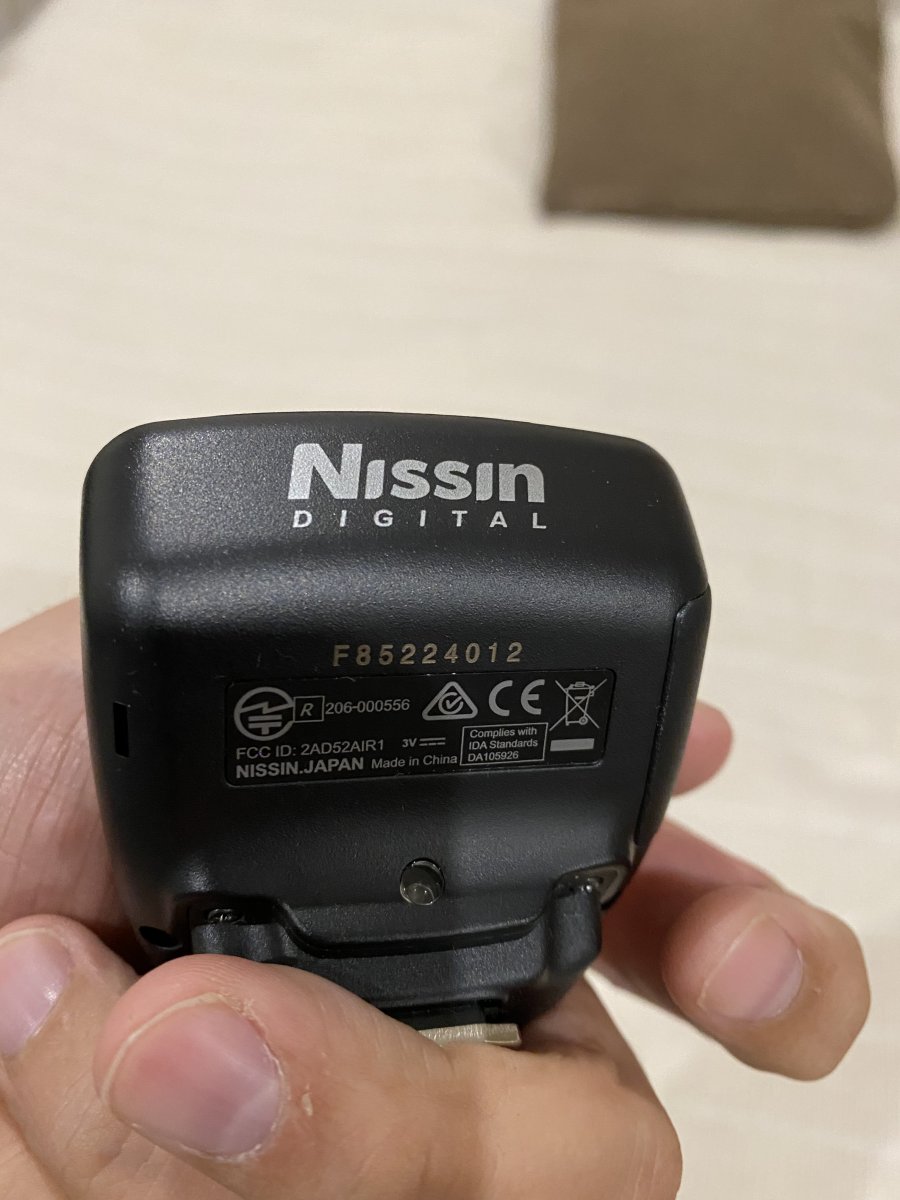 Nissin
DIGITAL
F85224012
R 206-000556 CE
FCC ID: 2AD52AIR1 3V
Complies with
IDA Standards
DA105926
NISSIN.JAPAN Made in China